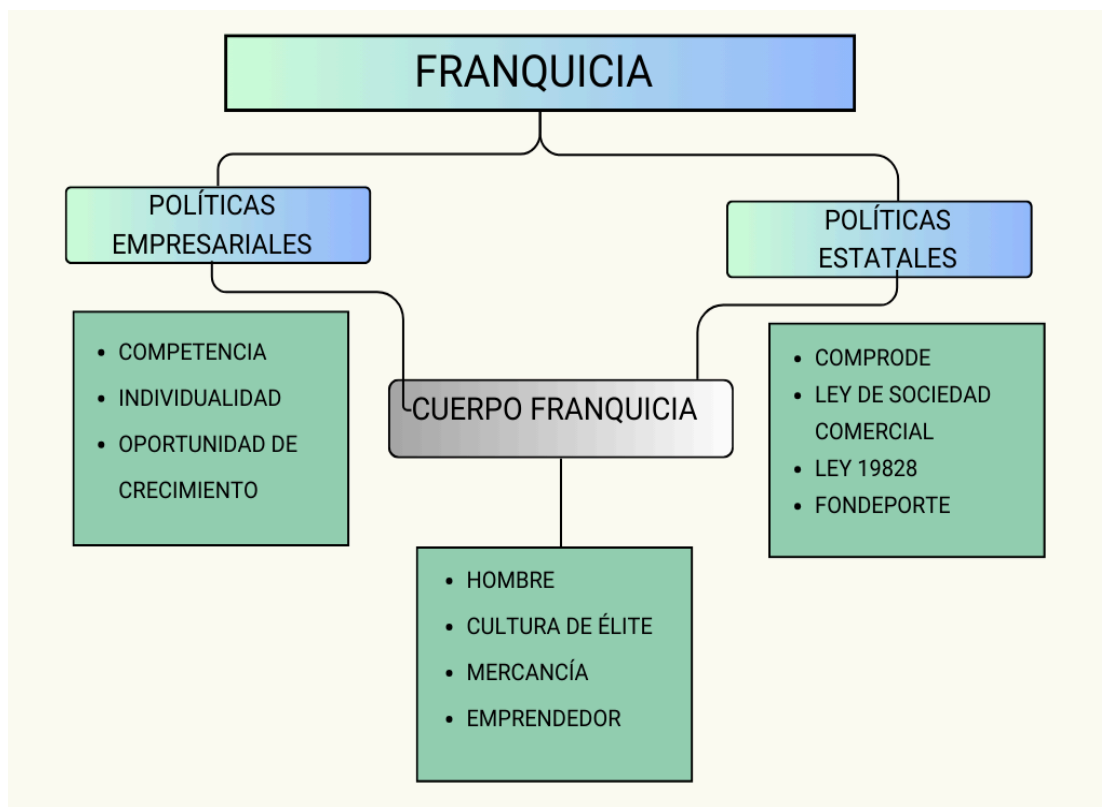 FRANQUICIA
POLÍTICAS
EMPRESARIALES
POLÍTICAS
ESTATALES
• COMPETENCIA
• INDIVIDUALIDAD
• OPORTUNIDAD DE
CRECIMIENTO
• COMPRODE
• LEY DE SOCIEDAD
COMERCIAL
• LEY 19828
• FONDEPORTE
CUERPO FRANQUICIA
• HOMBRE
• CULTURA DE ÉLITE
• MERCANCÍA
• EMPRENDEDOR